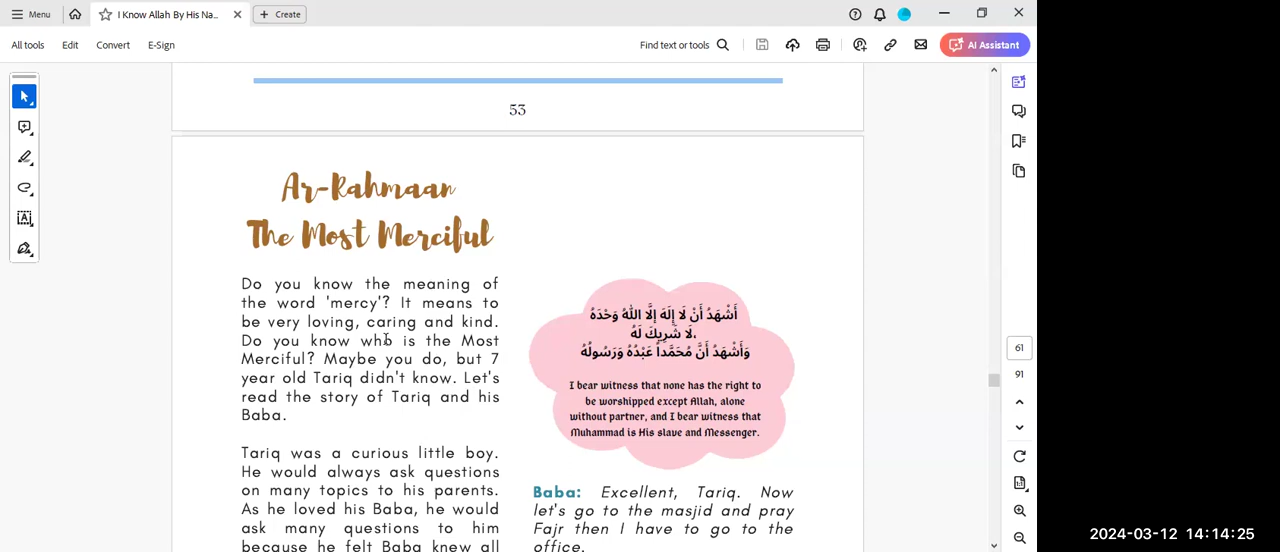 Menu
I Know Allah By His Na...
Create
All tools
Edit
Convert
E-Sign
Find text or tools
AI Assistant
53
Ar-Rahmaan
The Most Merciful
Do you know the meaning of
the word 'mercy'? It means to
be very loving, caring and kind.
Do you know who is the Most
Merciful? Maybe you do, but 7
year old Tariq didn't know. Let's
read the story of Tariq and his
Baba.
Tariq was a curious little boy.
He would always ask questions
on many topics to his parents.
As he loved his Baba, he would
ask many questions to him
because he felt Baba knew all
أَشْهَدُ أَنْ لَا إِلَهَ إِلَّا اللهُ وَحْدَهُ
لَا شَرِيكَ لَهُ،
وَأَشْهَدُ أَنَّ مُحَمَّداً عَبْدُهُ وَرَسُولُهُ
I bear witness that none has the right to
be worshipped except Allah, alone
without partner, and I bear witness that
Muhammad is His slave and Messenger.
Baba: Excellent, Tariq. Now
let's go to the masjid and pray
Fajr then I have to go to the
office.
61
91
2024-03-12 14:14:25